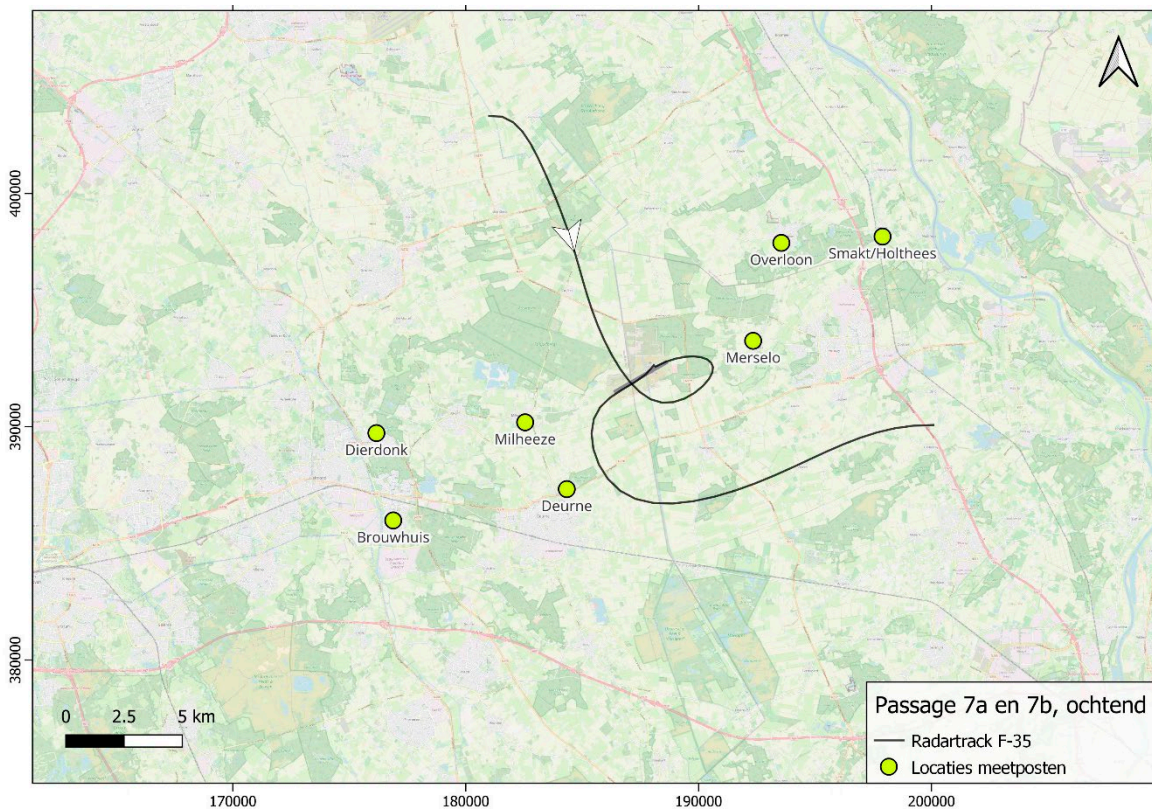 400000
390000
380000
Overloon
Smakt/Holthees
Merselo
Milheeze
Dierdonk
Deurne
Brouwhuis
0 2.5 5 km
Passage 7a en 7b, ochtend
Radartrack F-35
Locaties meetposten
170000 180000 190000 200000